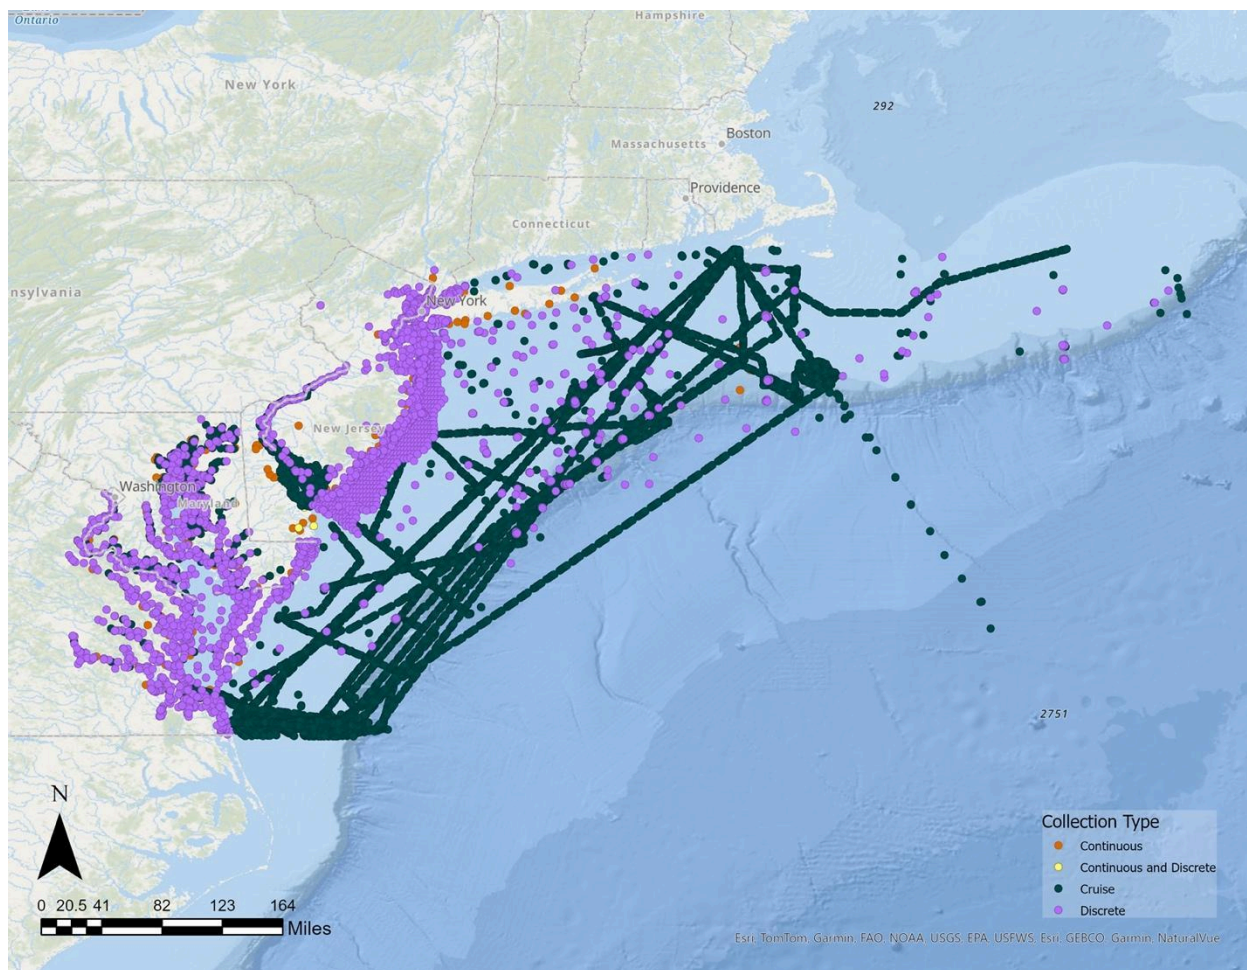 Ontario
Hampshire
New York
292
Boston
Massachusetts
Providence
Connecticut
nsylvania
New York
New Jersey
Washington
Maryland
2751
N
0 20.5 41 82 123 164
Miles
Collection Type
Continuous
Continuous and Discrete
Cruise
Discrete
Esri, TomTom, Garmin, FAO, NOAA, USGS, EPA, USFWS, Esri, GEBCO, Garmin, NaturalVue